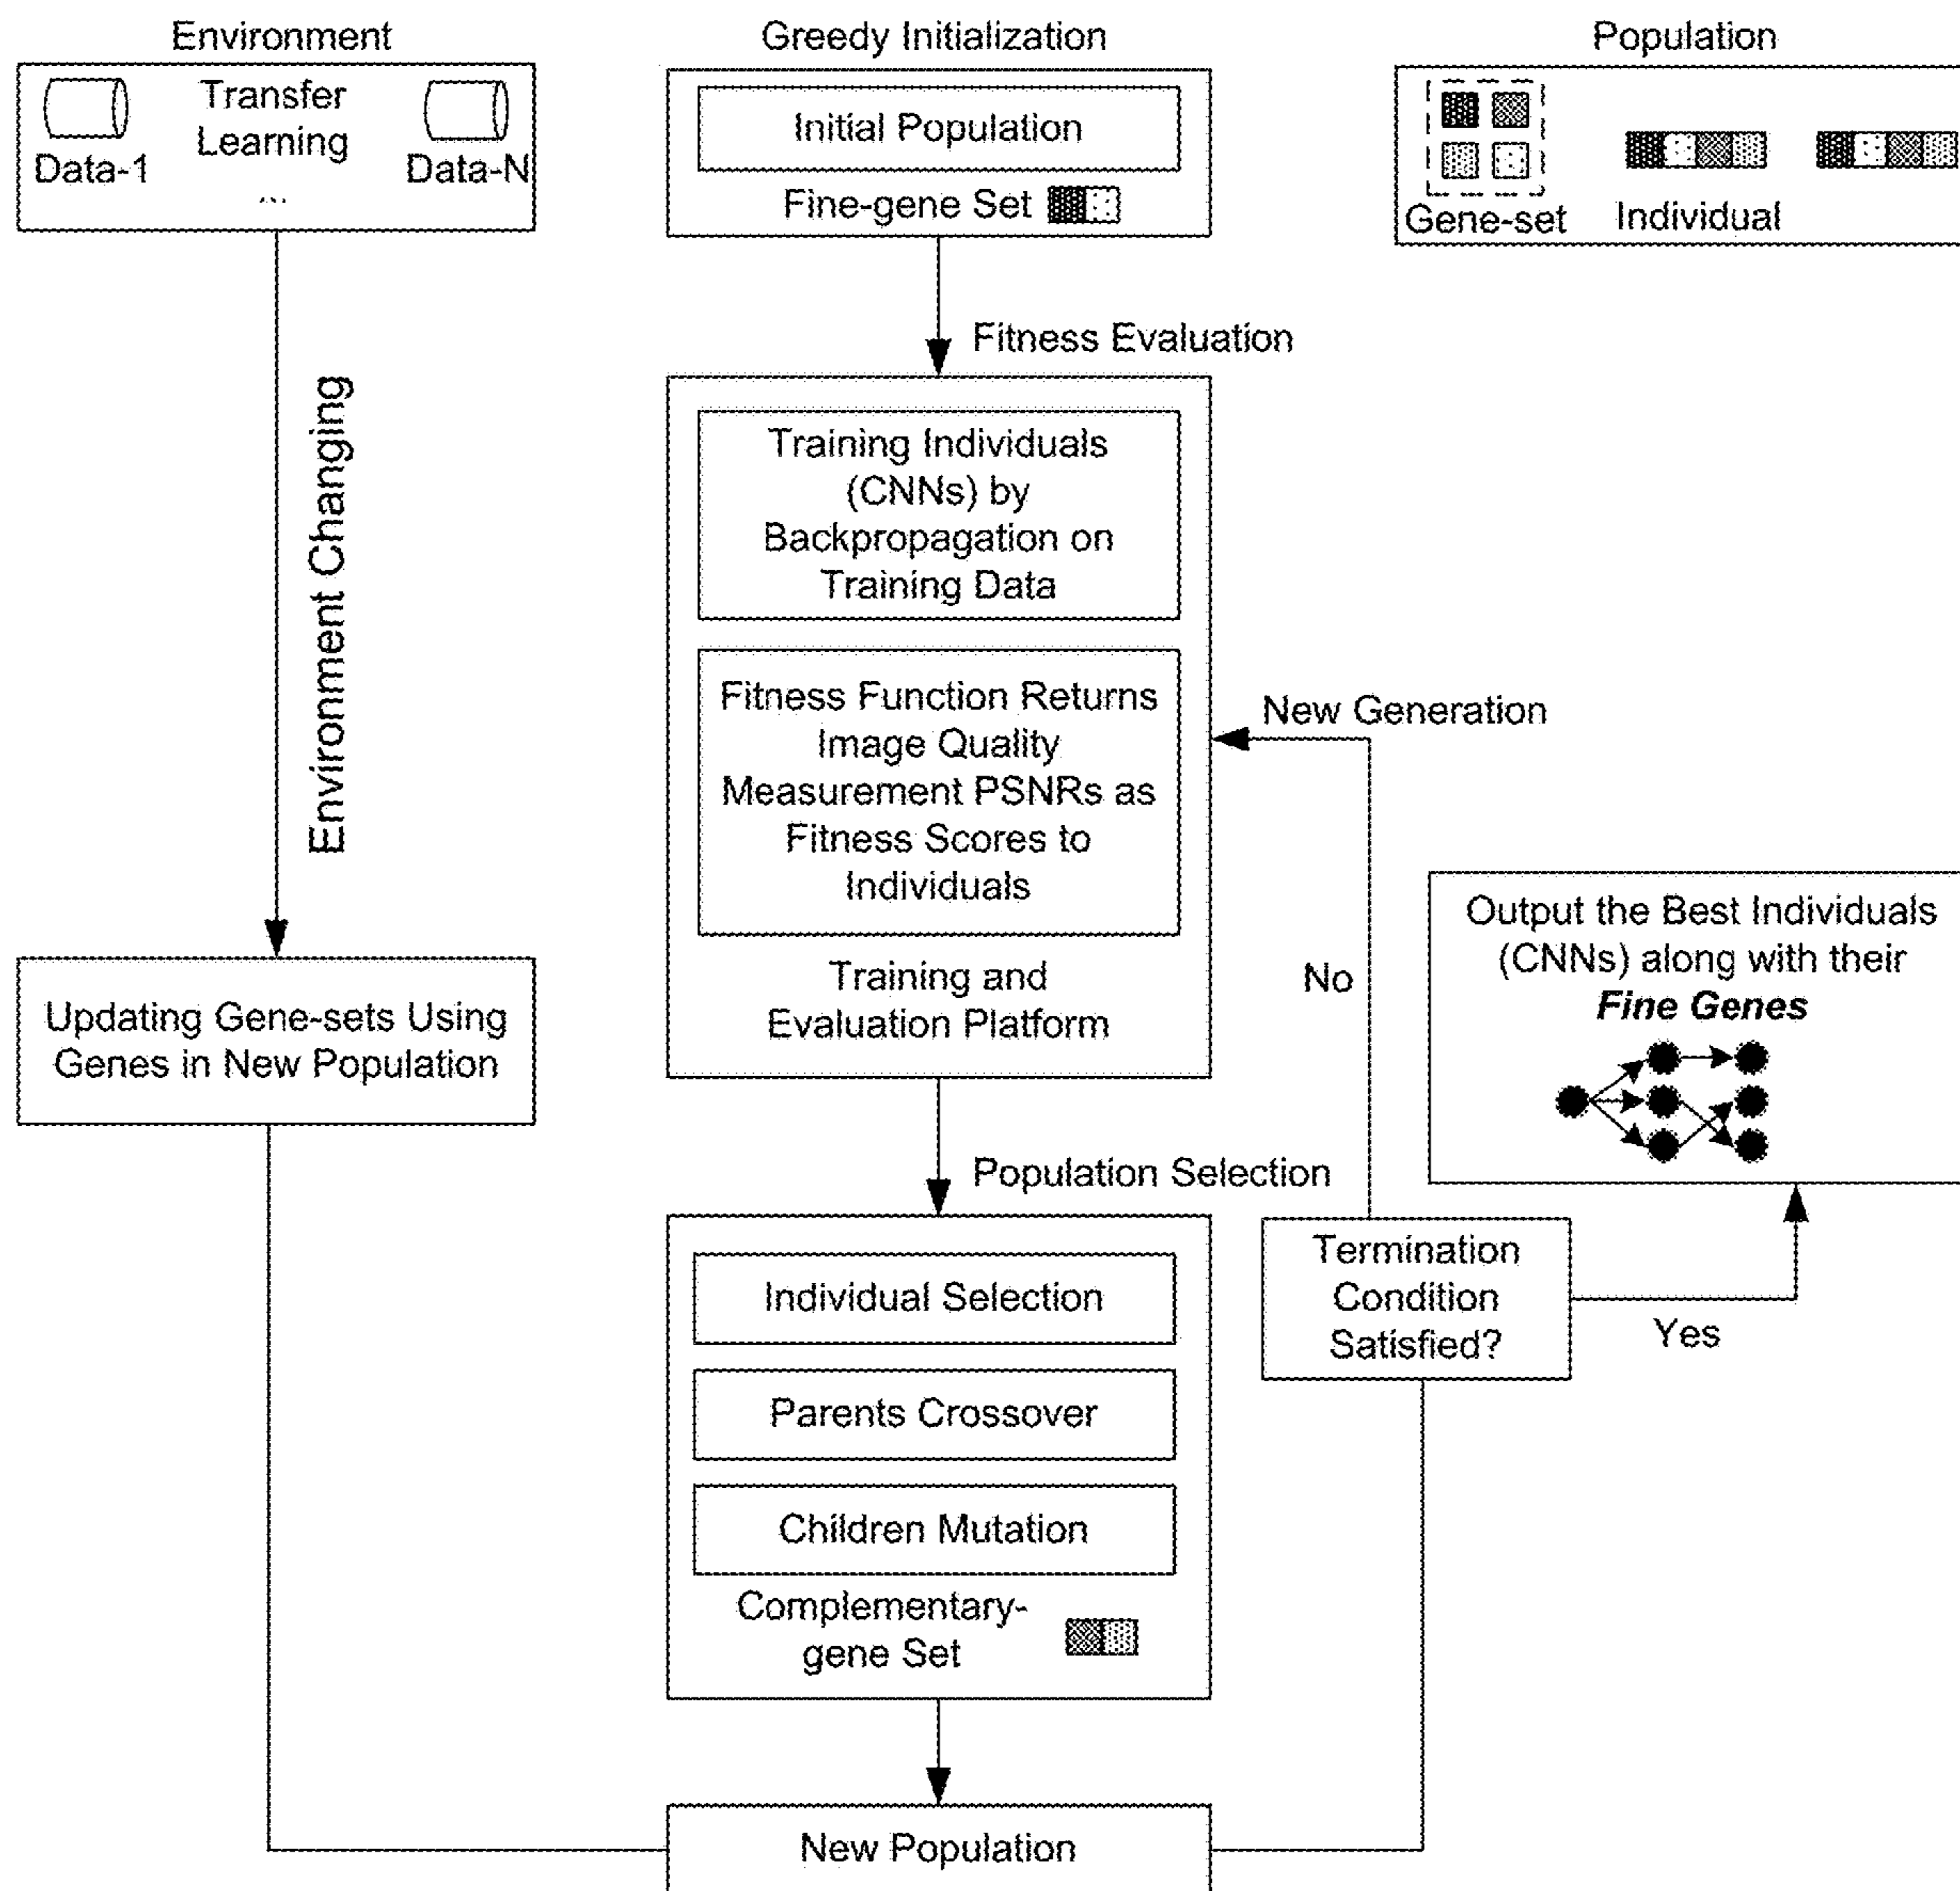 Environment
Transfer
Learning
Data-1
Data-N
...
Environment Changing
Updating Gene-sets Using
Genes in New Population
Greedy Initialization
Initial Population
Fine-gene Set
Fitness Evaluation
Training Individuals
(CNNs) by
Backpropagation on
Training Data
Fitness Function Returns
Image Quality
Measurement PSNRs as
Fitness Scores to
Individuals
Training and
Evaluation Platform
Population Selection
Individual Selection
Parents Crossover
Children Mutation
Complementary-
gene Set
New Population
Population
Gene-set
Individual
New Generation
No
Termination
Condition
Satisfied?
Yes
Output the Best Individuals
(CNNs) along with their
Fine Genes